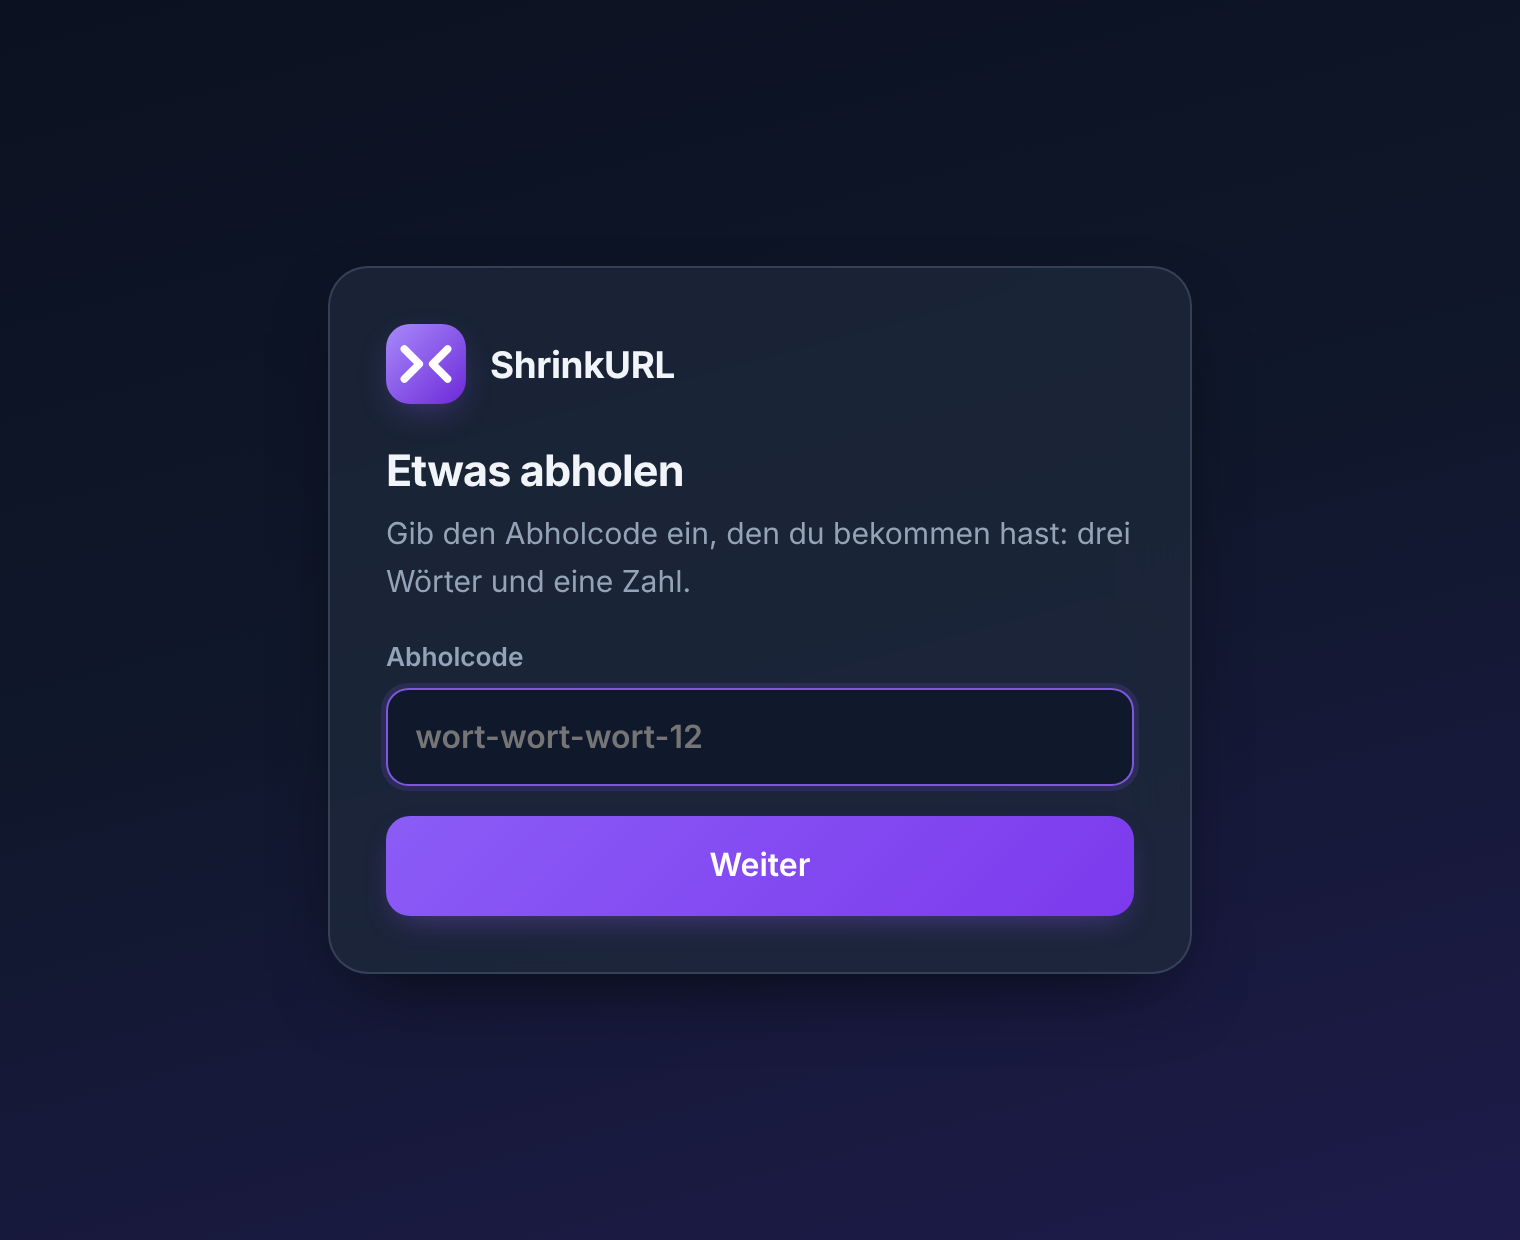 ShrinkURL
Etwas abholen
Gib den Abholcode ein, den du bekommen hast: drei
Wörter und eine Zahl.
Abholcode
wort-wort-wort-12
Weiter